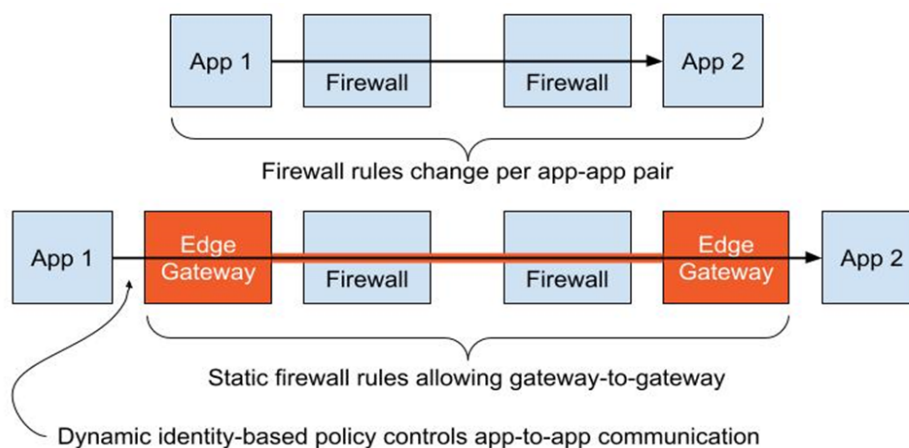 App 1
Firewall
Firewall
App 2
Firewall rules change per app-app pair
App 1
Edge
Gateway
Firewall
Firewall
Edge
Gateway
App 2
Static firewall rules allowing gateway-to-gateway
Dynamic identity-based policy controls app-to-app communication